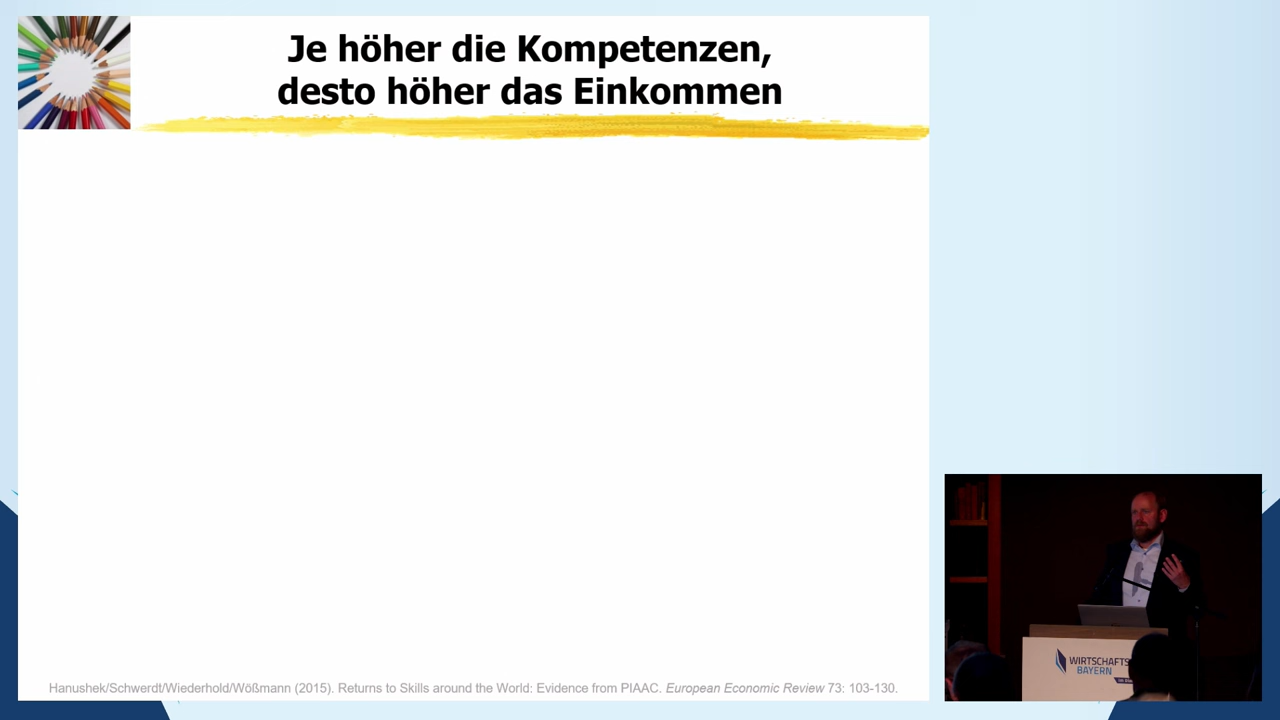 Je höher die Kompetenzen,
desto höher das Einkommen
Hanushek/Schwerdt/Wiederhold/Wößmann (2015). Returns to Skills around the World: Evidence from PIAAC. European Economic Review 73: 103-130.
WIRTSCHAFTS
BAYERN